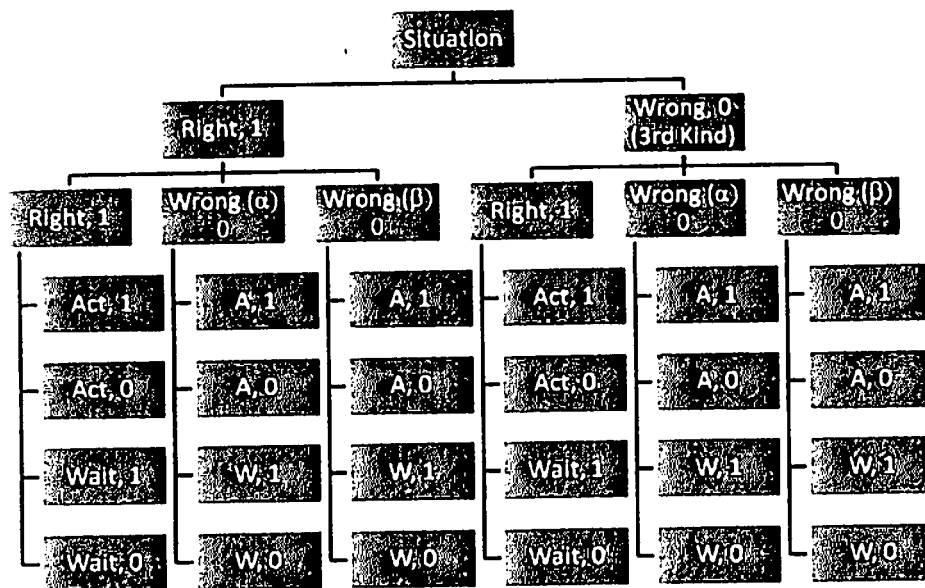 Situation
Right, 1
Wrong, 0
(3rd Kind)
Right, 1
Wrong (α)
0
Wrong (β)
0
Right, 1
Wrong (α)
0
Wrong (β)
0
Act, 1
A, 1
A, 1
Act, 1
A, 1
A, 1
Act, 0
A, 0
A, 0
Act, 0
A, 0
A, 0
Wait, 1
W, 1
W, 1
Wait, 1
W, 1
W, 1
Wait, 0
W, 0
W, 0
Wait, 0
W, 0
W, 0